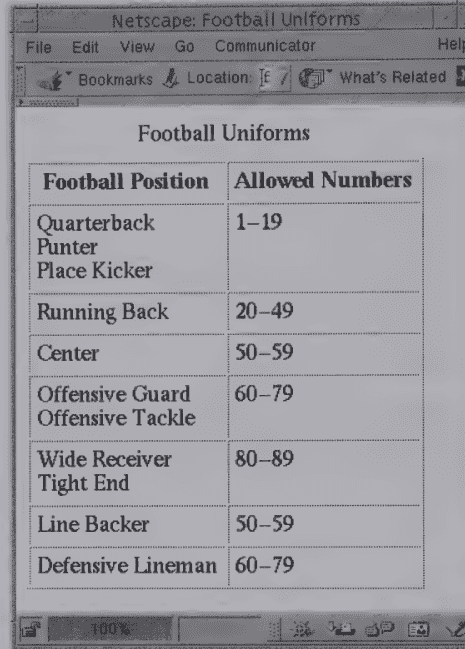 Netscape: Football Uniforms
File Edit View Go Communicator Help
Bookmarks Location: What's Related
Football Uniforms
Football Position Allowed Numbers
Quarterback 1–19
Punter
Place Kicker
Running Back 20–49
Center 50–59
Offensive Guard 60–79
Offensive Tackle
Wide Receiver 80–89
Tight End
Line Backer 50–59
Defensive Lineman 60–79
100%